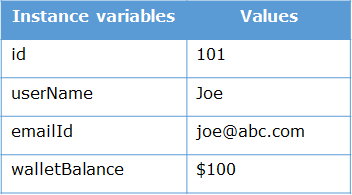 Instance variables Values
id 101
userName Joe
emailId joe@abc.com
walletBalance $100